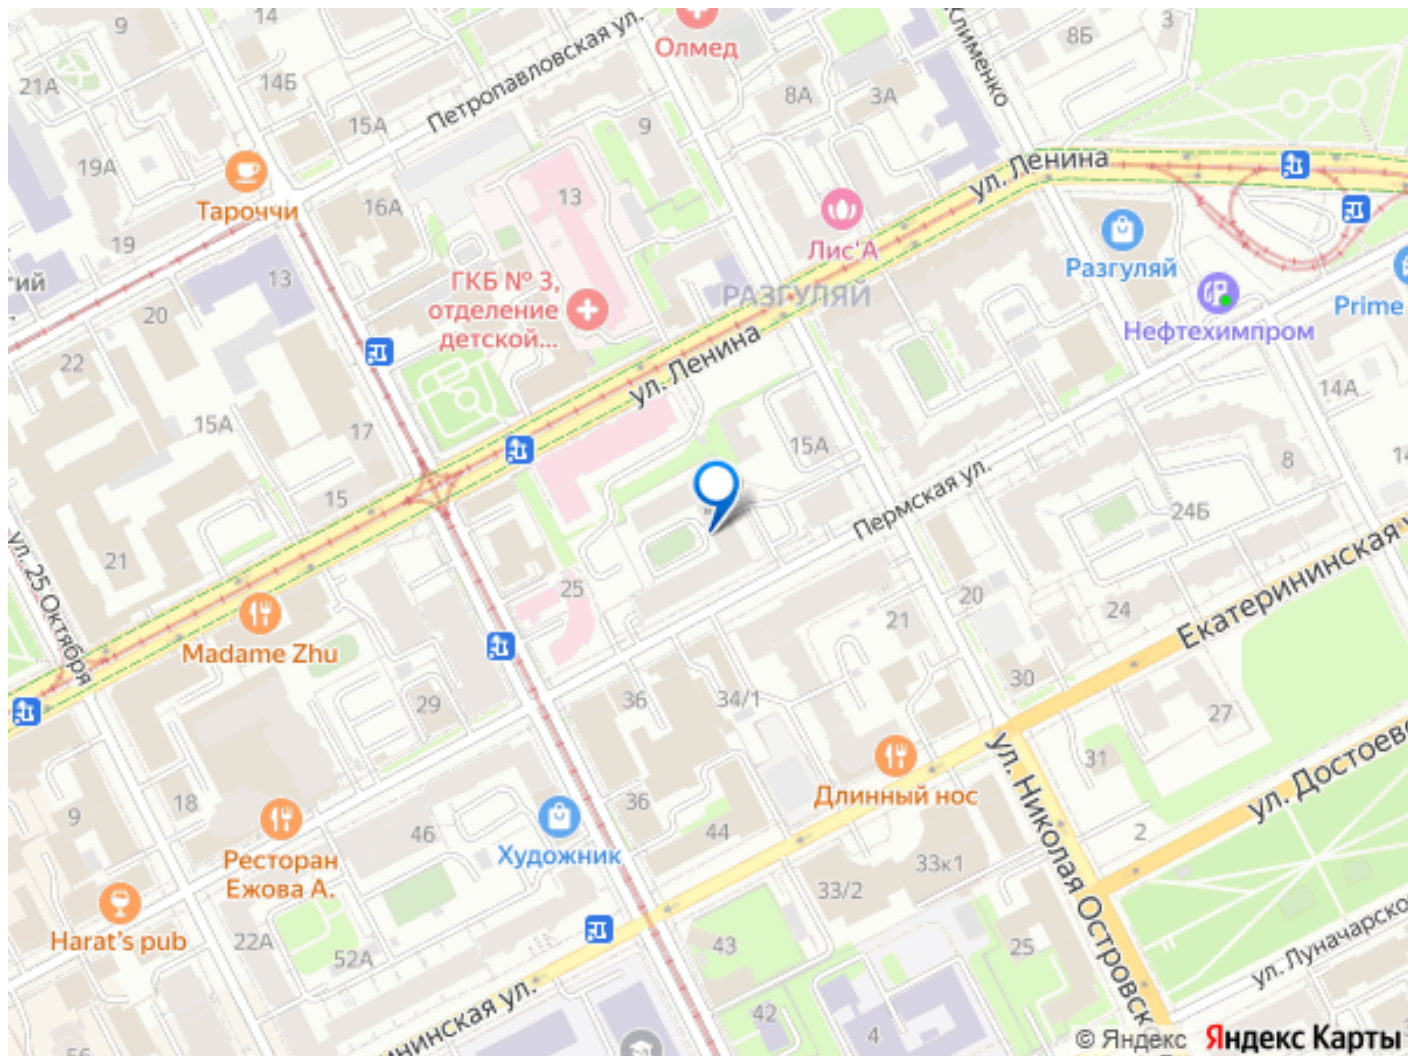 9
14
Петропавловская ул.
Олмед
Клименко
8Б
3
21А
14Б
15А
9
8А
3А
19А
Тароччи
16А
13
ул. Ленина
19
Лис'А
Разгуляй
13
ГКБ № 3,
отделение
детской...
РАЗГУЛЯЙ
Нефтехимпром
Prime
гий
20
22
ул. Ленина
14А
15А
17
15А
8
14
15
Пермская ул.
24Б
21
ул. 25 Октября
25
20
24
Екатерининская у
21
Madame Zhu
29
36
34/1
30
27
31
18
9
Длинный нос
ул. Николая Островск
ул. Достоевс
36
46
44
2
Художник
Ресторан
Ежова А.
33к1
33/2
Harat's pub
22А
52А
43
25
ул. Луначарско
нинская ул.
42
4
56
© Яндекс Яндекс Карты